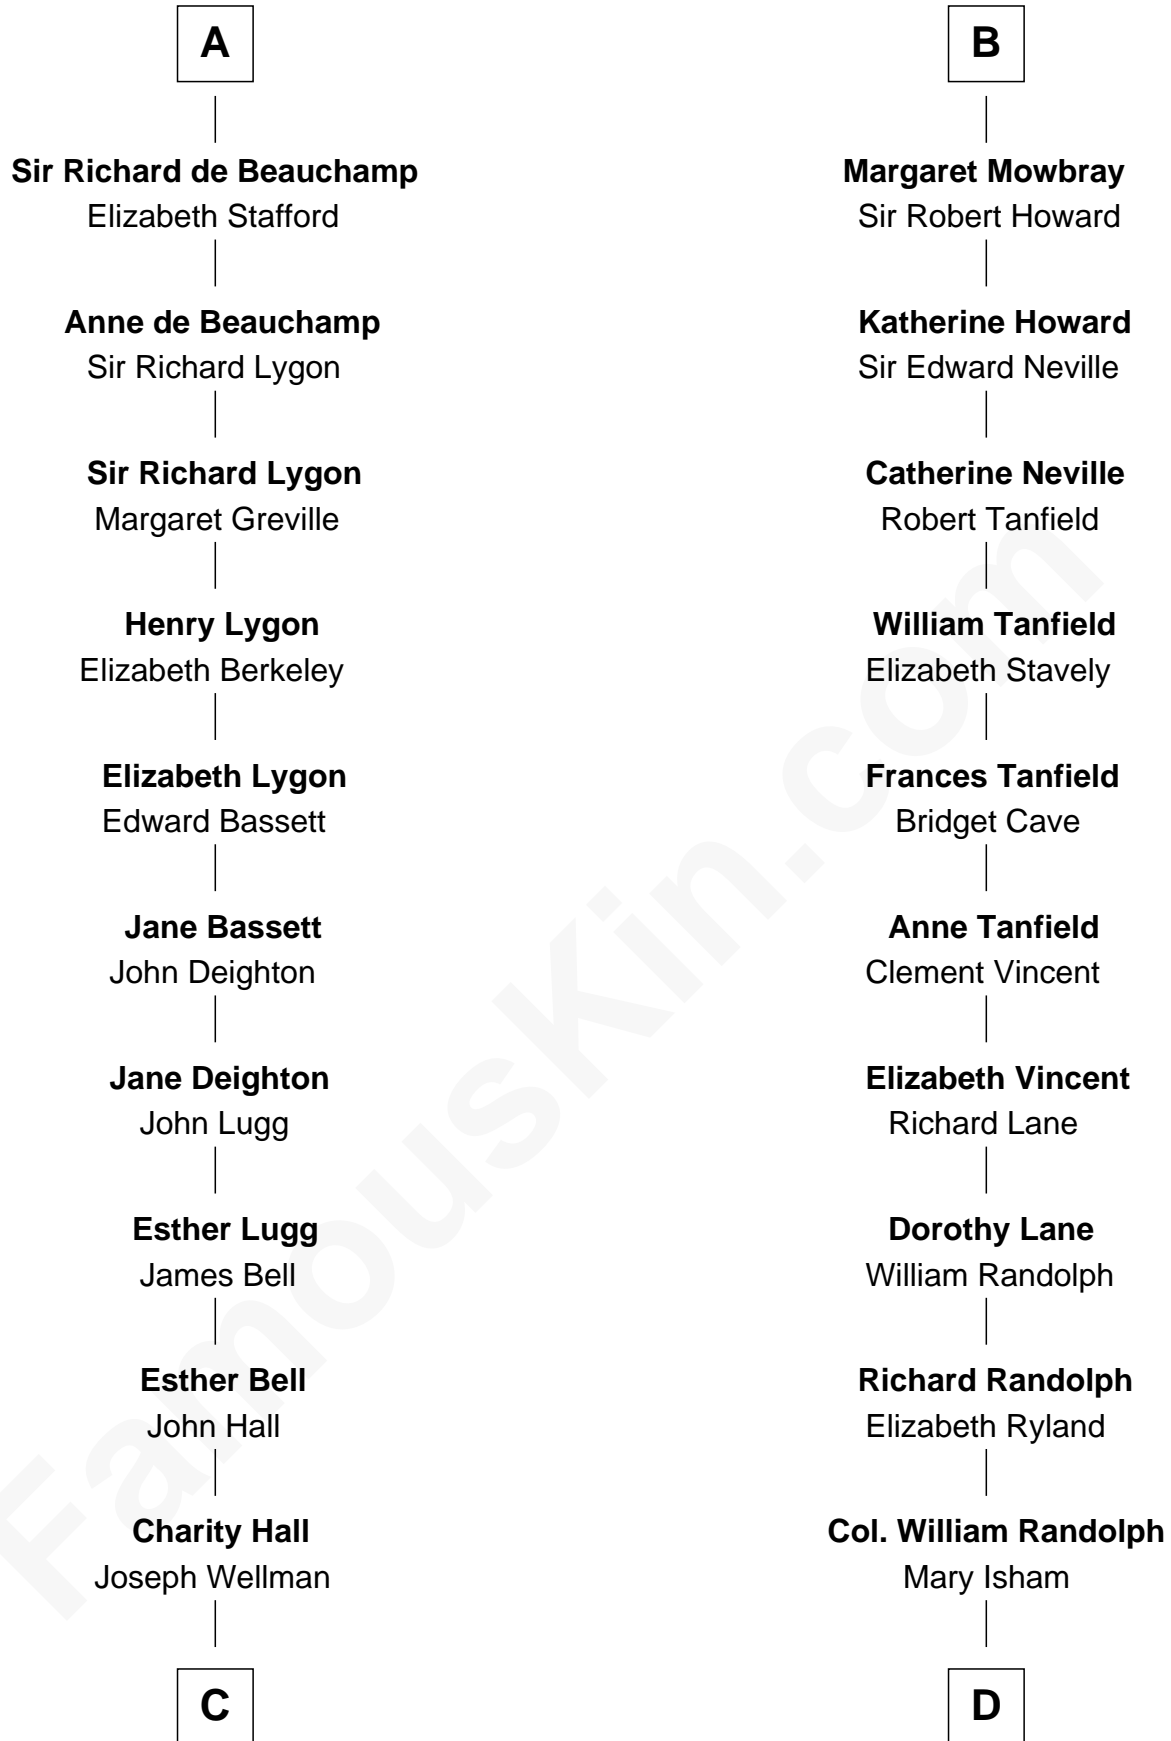 A
Sir Richard de Beauchamp
Elizabeth Stafford
Anne de Beauchamp
Sir Richard Lygon
Sir Richard Lygon
Margaret Greville
Henry Lygon
Elizabeth Berkeley
Elizabeth Lygon
Edward Bassett
Jane Bassett
John Deighton
Jane Deighton
John Lugg
Esther Lugg
James Bell
Esther Bell
John Hall
Charity Hall
Joseph Wellman
C
B
Margaret Mowbray
Sir Robert Howard
Katherine Howard
Sir Edward Neville
Catherine Neville
Robert Tanfield
William Tanfield
Elizabeth Stavely
Frances Tanfield
Bridget Cave
Anne Tanfield
Clement Vincent
Elizabeth Vincent
Richard Lane
Dorothy Lane
William Randolph
Richard Randolph
Elizabeth Ryland
Col. William Randolph
Mary Isham
D
FamousKin.com